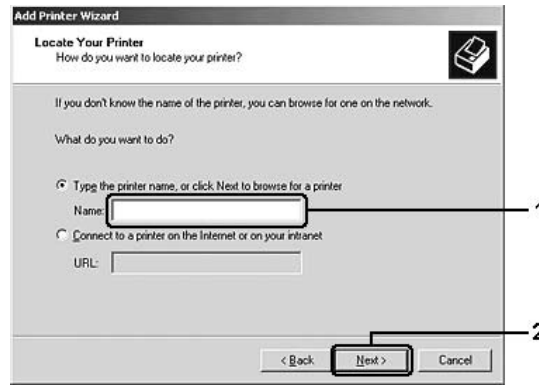 Add Printer Wizard
Locate Your Printer
How do you want to locate your printer?
If you don't know the name of the printer, you can browse for one on the network.
What do you want to do?
Type the printer name, or click Next to browse for a printer
Name:
1
Connect to a printer on the Internet or on your intranet
URL:
2
< Back Next > Cancel